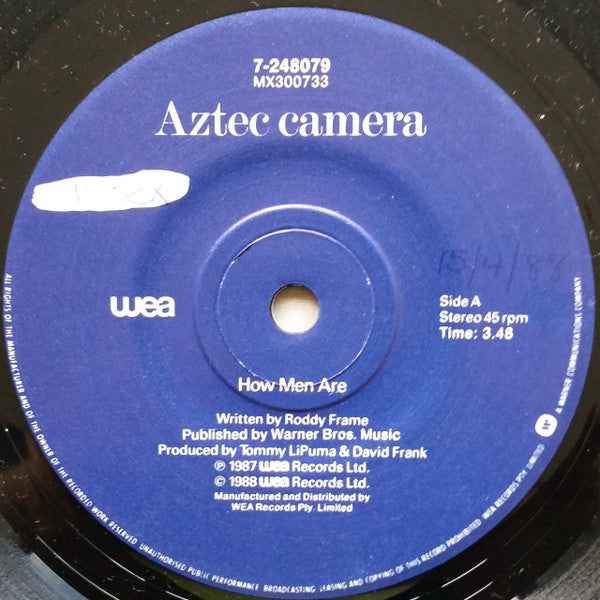 7-248079
MX300733
Aztec camera
wea
15/4/88
Side A
Stereo 45 rpm
Time: 3.48
How Men Are
Written by Roddy Frame
Published by Warner Bros. Music
Produced by Tommy LiPuma & David Frank
℗ 1987 wea Records Ltd.
© 1988 wea Records Ltd.
Manufactured and Distributed by
WEA Records Pty. Limited
ALL RIGHTS OF THE MANUFACTURER AND OF THE OWNER OF THE RECORDED WORK RESERVED. UNAUTHORISED PUBLIC PERFORMANCE, BROADCASTING, LEASING AND COPYING OF THIS RECORD PROHIBITED. WEA RECORDS PTY. LIMITED
A WARNER COMMUNICATIONS COMPANY